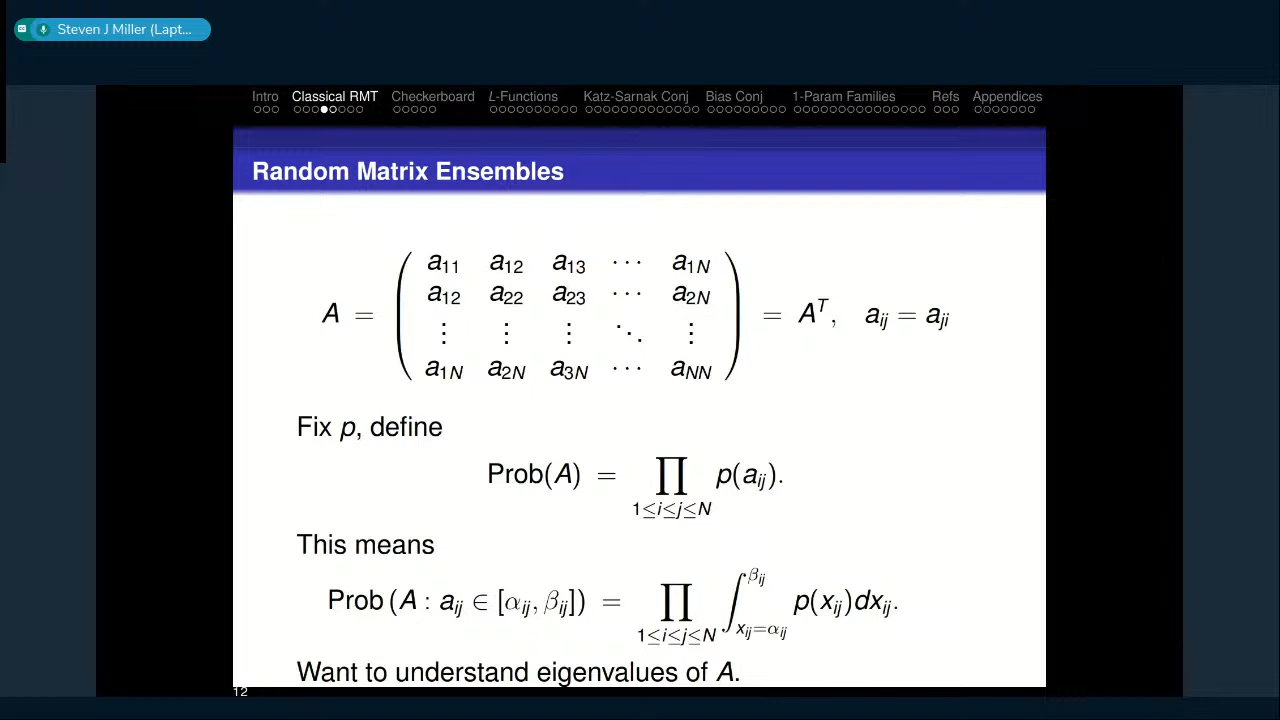 Steven J Miller (Lapt...
Intro Classical RMT Checkerboard L-Functions Katz-Sarnak Conj Bias Conj 1-Param Families Refs Appendices
Random Matrix Ensembles
a₁₁ a₁₂ a₁₃ ⋯ a₁N
a₁₂ a₂₂ a₂₃ ⋯ a₂N
A = ( ⋮ ⋮ ⋮ ⋱ ⋮ ) = Aᵀ, aᵢⱼ = aⱼᵢ
a₁N a₂N a₃N ⋯ aNN
Fix p, define
Prob(A) = ∏_{1≤i≤j≤N} p(aᵢⱼ).
This means
Prob (A : aᵢⱼ ∈ [αᵢⱼ, βᵢⱼ]) = ∏_{1≤i≤j≤N} ∫_{xᵢⱼ=αᵢⱼ}^{βᵢⱼ} p(xᵢⱼ)dxᵢⱼ.
Want to understand eigenvalues of A.
12